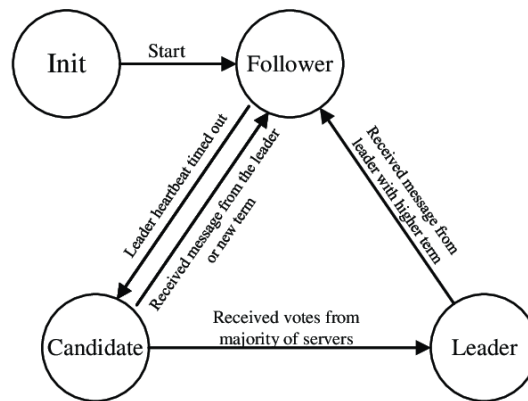 Init
Start
Follower
Leader heartbeat timed out
Received message from the leader
or new term
Received message from
leader with higher term
Candidate
Received votes from
majority of servers
Leader